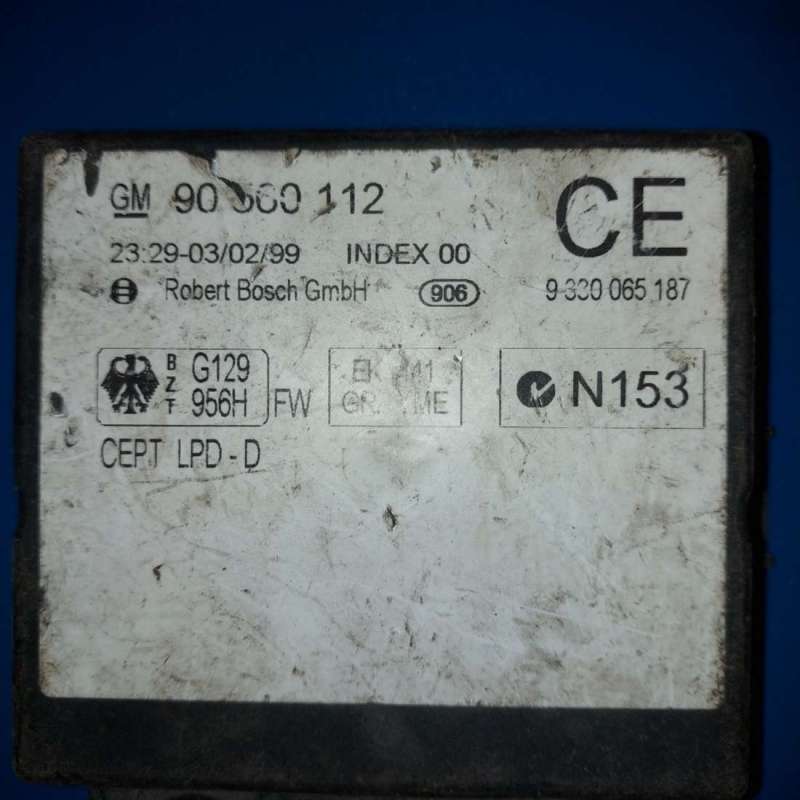 GM 90 112
CE
23:29-03/02/99 INDEX 00
Robert Bosch GmbH 906 9 330 065 187
BZT G129 956H FW
N153
CEPT LPD - D